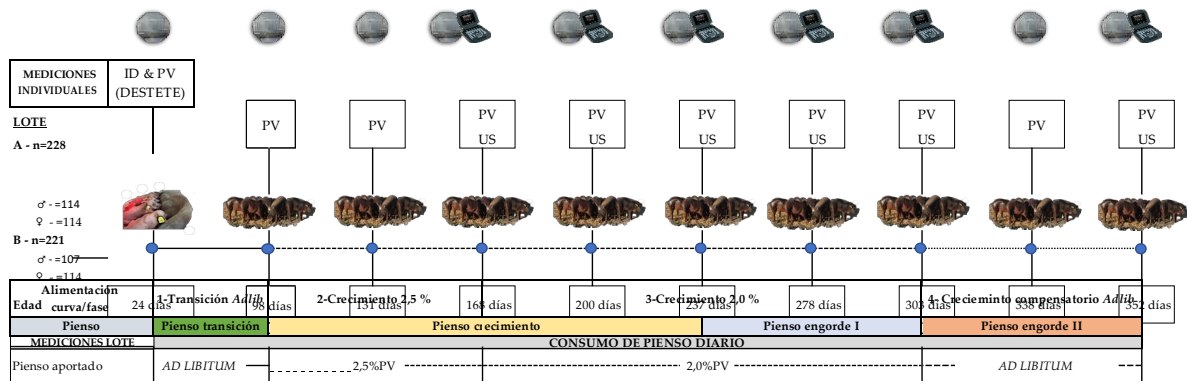 MEDICIONES INDIVIDUALES
ID & PV (DESTETE)
PV
PV
PV US
PV US
PV US
PV US
PV US
PV
PV US
LOTE
A - n=228
♂ - =114
♀ - =114
B - n=221
♂ - =107
♀ - =114
Alimentación curva/fase
1-Transición Adlib
2-Crecimiento 2,5 %
3-Crecimiento 2,0 %
4- Crecieminto compensatorio Adlib
Edad
24 días
98 días
131 días
168 días
200 días
237 días
278 días
303 días
338 días
352 días
Pienso
Pienso transición
Pienso crecimiento
Pienso engorde I
Pienso engorde II
MEDICIONES LOTE
CONSUMO DE PIENSO DIARIO
Pienso aportado
AD LIBITUM
2,5%PV
2,0%PV
AD LIBITUM